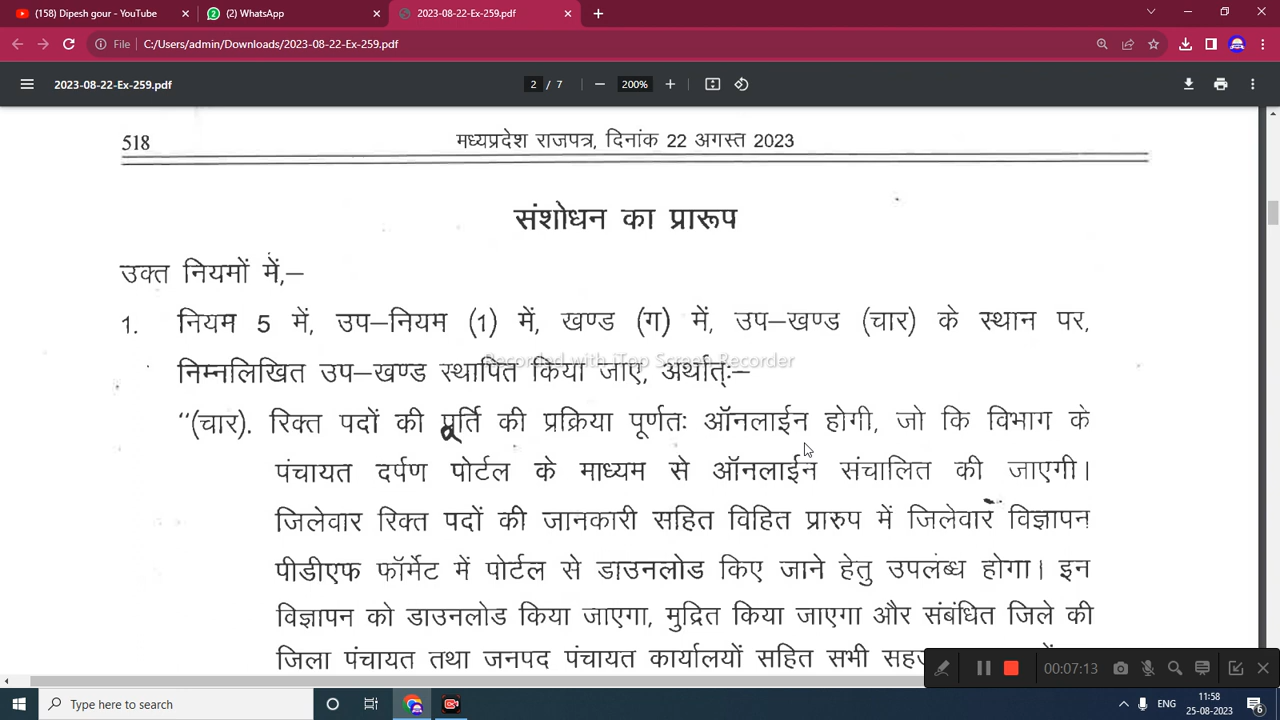 (158) Dipesh gour - YouTube
(2) WhatsApp
2023-08-22-Ex-259.pdf
File
C:/Users/admin/Downloads/2023-08-22-Ex-259.pdf
2023-08-22-Ex-259.pdf
2 / 7
200%
518
मध्यप्रदेश राजपत्र, दिनांक 22 अगस्त 2023
संशोधन का प्रारूप
उक्त नियमों में,—
1. नियम 5 में, उप—नियम (1) में, खण्ड (ग) में, उप—खण्ड (चार) के स्थान पर,
निम्नलिखित उप—खण्ड स्थापित किया जाए, अर्थात्:—
Recorded with iTop Screen Recorder
"(चार). रिक्त पदों की पूर्ति की प्रक्रिया पूर्णतः ऑनलाईन होगी, जो कि विभाग के
पंचायत दर्पण पोर्टल के माध्यम से ऑनलाईन संचालित की जाएगी।
जिलेवार रिक्त पदों की जानकारी सहित विहित प्रारुप में जिलेवार विज्ञापन
पीडीएफ फॉर्मेट में पोर्टल से डाउनलोड किए जाने हेतु उपलब्ध होगा। इन
विज्ञापन को डाउनलोड किया जाएगा, मुद्रित किया जाएगा और संबंधित जिले की
जिला पंचायत तथा जनपद पंचायत कार्यालयों सहित सभी
00:07:13
Type here to search
ENG
11:58
25-08-2023
6